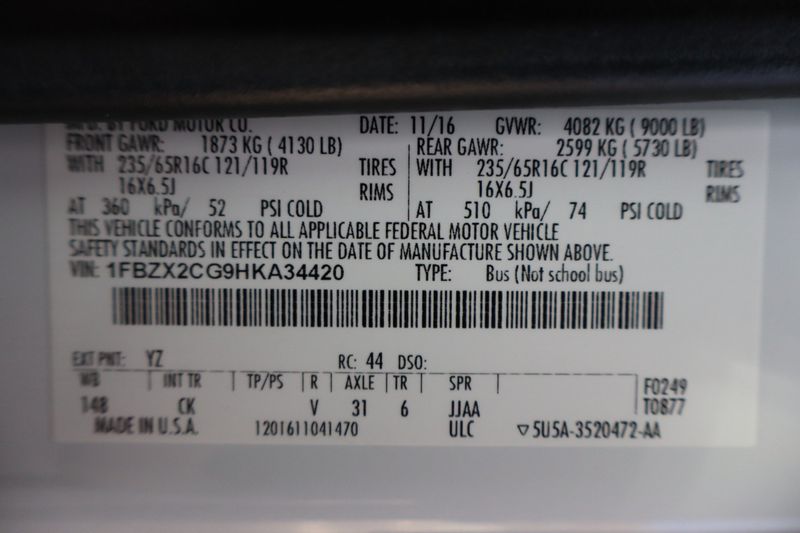 MFD. BY FORD MOTOR CO. DATE: 11/16 GVWR: 4082 KG ( 9000 LB)
FRONT GAWR: 1873 KG ( 4130 LB) REAR GAWR: 2599 KG ( 5730 LB)
WITH 235/65R16C 121/119R TIRES WITH 235/65R16C 121/119R TIRES
16X6.5J RIMS 16X6.5J RIMS
AT 360 kPa/ 52 PSI COLD AT 510 kPa/ 74 PSI COLD
THIS VEHICLE CONFORMS TO ALL APPLICABLE FEDERAL MOTOR VEHICLE
SAFETY STANDARDS IN EFFECT ON THE DATE OF MANUFACTURE SHOWN ABOVE.
VIN: 1FBZX2CG9HKA34420 TYPE: Bus (Not school bus)
EXT PNT: YZ RC: 44 DSO:
WB INT TR TP/PS R AXLE TR SPR F0249
148 CK V 31 6 JJAA T0877
MADE IN U.S.A. 1201611041470 ULC ▽5U5A-3520472-AA